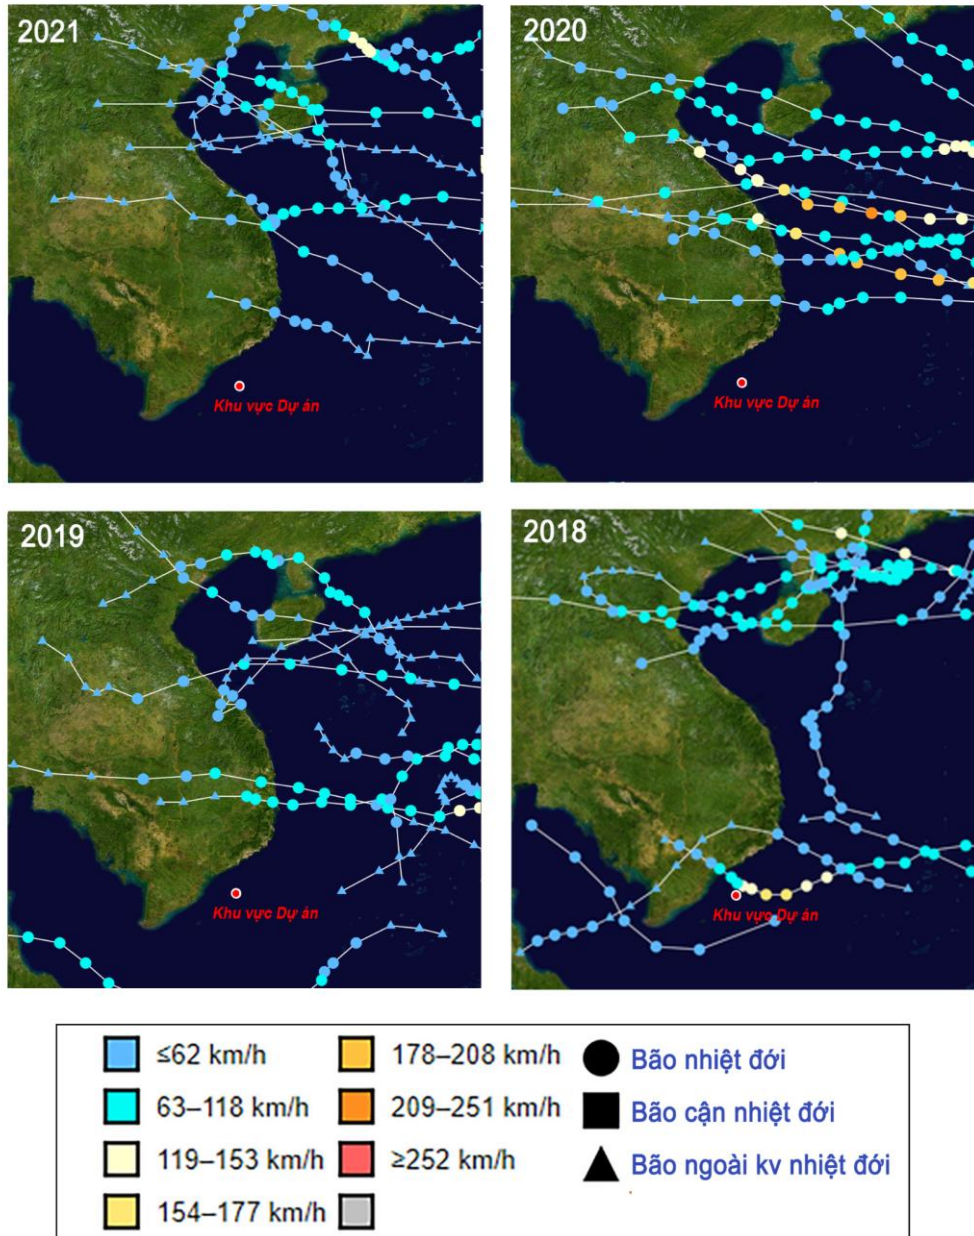 2021
Khu vực Dự án
2020
Khu vực Dự án
2019
Khu vực Dự án
2018
Khu vực Dự án
≤62 km/h
63–118 km/h
119–153 km/h
154–177 km/h
178–208 km/h
209–251 km/h
≥252 km/h
Bão nhiệt đới
Bão cận nhiệt đới
Bão ngoài kv nhiệt đới